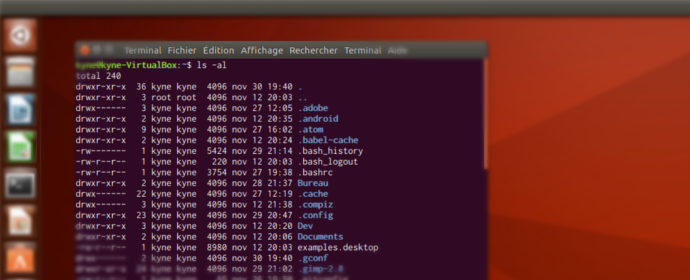 Terminal Fichier Édition Affichage Rechercher Terminal Aide
kyne@kyne-VirtualBox:~$ ls -al
total 240
drwxr-xr-x 36 kyne kyne 4096 nov 30 19:40 .
drwxr-xr-x 3 root root 4096 nov 12 20:03 ..
drwx------ 3 kyne kyne 4096 nov 27 12:05 .adobe
drwxr-xr-x 2 kyne kyne 4096 nov 12 20:35 .android
drwxr-xr-x 9 kyne kyne 4096 nov 27 16:02 .atom
drwxr-xr-x 2 kyne kyne 4096 nov 12 20:24 .babel-cache
-rw------- 1 kyne kyne 5424 nov 29 21:14 .bash_history
-rw-r--r-- 1 kyne kyne 220 nov 12 20:03 .bash_logout
-rw-r--r-- 1 kyne kyne 3754 nov 27 19:38 .bashrc
drwxr-xr-x 2 kyne kyne 4096 nov 28 21:37 Bureau
drwx------ 22 kyne kyne 4096 nov 27 12:19 .cache
drwx------ 3 kyne kyne 4096 nov 12 21:38 .compiz
drwxr-xr-x 23 kyne kyne 4096 nov 29 20:47 .config
drwxr-xr-x 3 kyne kyne 4096 nov 12 20:20 Dev
drwxr-xr-x 2 kyne kyne 4096 nov 12 20:06 Documents
-rw-r--r-- 1 kyne kyne 8980 nov 12 20:03 examples.desktop
drwx------ 2 kyne kyne 4096 nov 30 19:40 .gconf
drwxr-xr-x 24 kyne kyne 4096 nov 29 21:02 .gimp-2.8